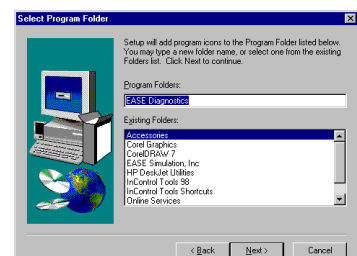 Select Program Folder
Setup will add program icons to the Program Folder listed below.
You may type a new folder name, or select one from the existing
Folders list. Click Next to continue.
Program Folders:
EASE Diagnostics
Existing Folders:
Accessories
Corel Graphics
CorelDRAW 7
EASE Simulation, Inc
HP DeskJet Utilities
InControl Tools 98
InControl Tools Shortcuts
Online Services
< Back
Next >
Cancel